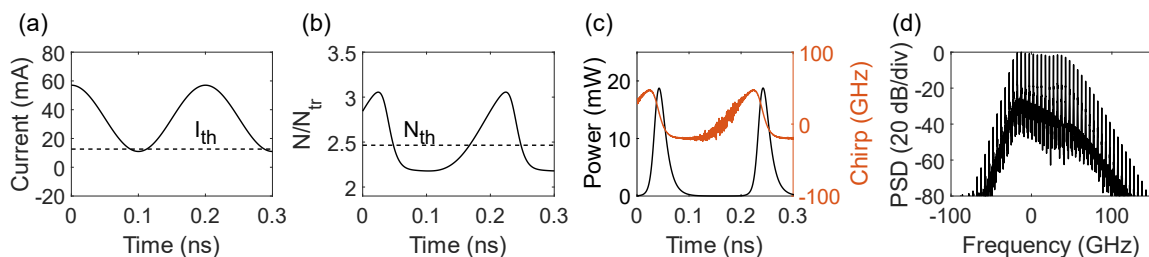 (a)
Current (mA)
80
60
40
20
0
-20
I_th
0
0.1
0.2
0.3
Time (ns)
(b)
N/N_tr
3.5
3
2.5
2
N_th
0
0.1
0.2
0.3
Time (ns)
(c)
Power (mW)
20
10
0
100
0
-100
Chirp (GHz)
0
0.1
0.2
0.3
Time (ns)
(d)
PSD (20 dB/div)
0
-20
-40
-60
-80
-100
0
100
Frequency (GHz)